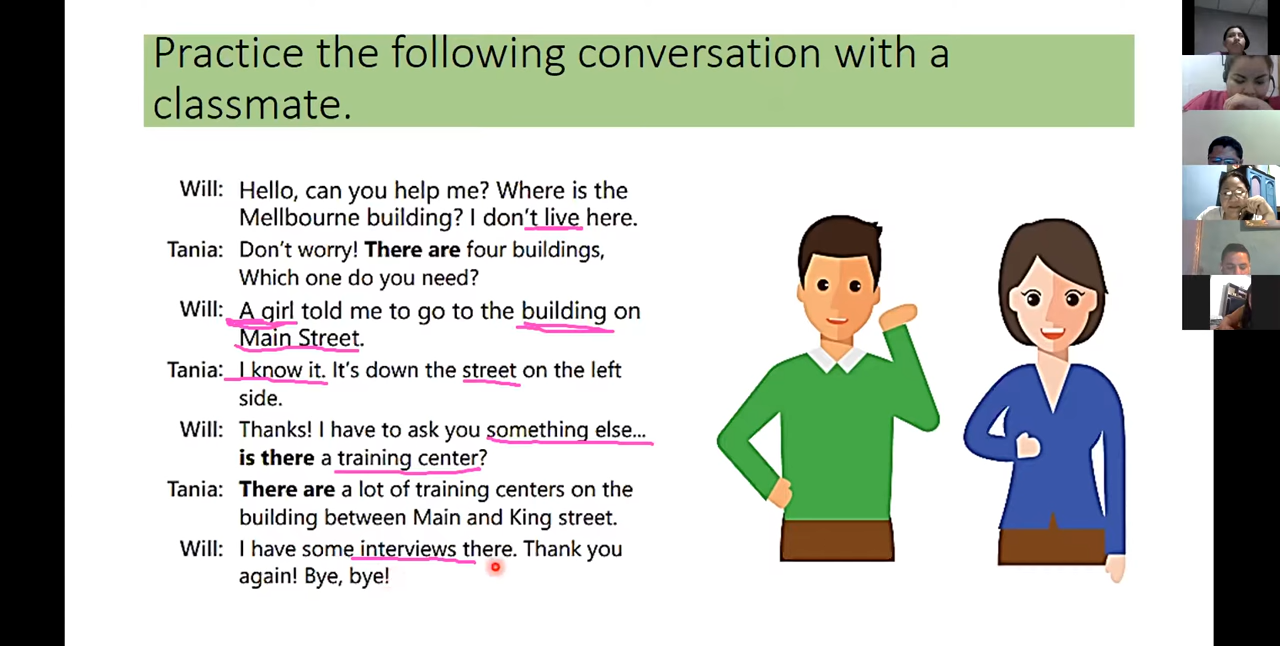 Practice the following conversation with a
classmate.
Will: Hello, can you help me? Where is the
Mellbourne building? I don't live here.
Tania: Don't worry! There are four buildings,
Which one do you need?
Will: A girl told me to go to the building on
Main Street.
Tania: I know it. It's down the street on the left
side.
Will: Thanks! I have to ask you something else...
is there a training center?
Tania: There are a lot of training centers on the
building between Main and King street.
Will: I have some interviews there. Thank you
again! Bye, bye!